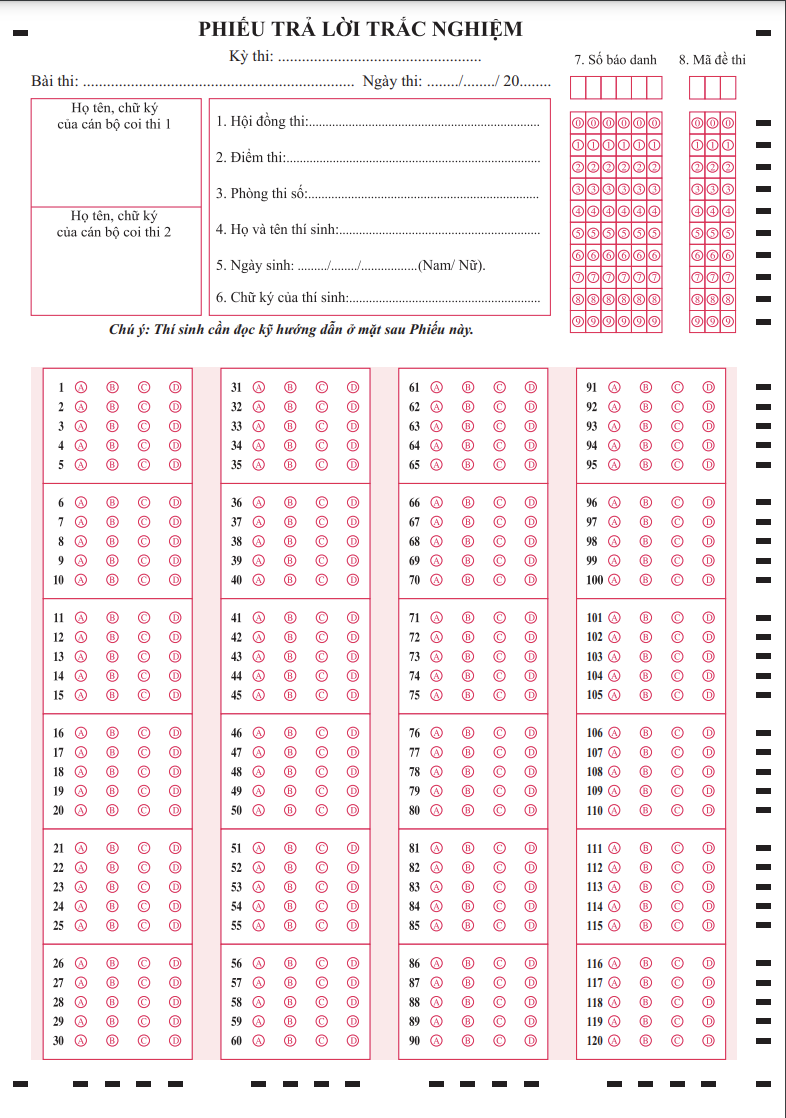 PHIẾU TRẢ LỜI TRẮC NGHIỆM
Kỳ thi: ..................................................
Bài thi: .................................................................. Ngày thi: ......../......../ 20........
7. Số báo danh 8. Mã đề thi
Họ tên, chữ ký
của cán bộ coi thi 1
Họ tên, chữ ký
của cán bộ coi thi 2
1. Hội đồng thi:................................................................
2. Điểm thi:......................................................................
3. Phòng thi số:................................................................
4. Họ và tên thí sinh:.......................................................
5. Ngày sinh: ........./......../................(Nam/ Nữ).
6. Chữ ký của thí sinh:.....................................................
0 0 0 0 0 0 0 0 0
1 1 1 1 1 1 1 1 1
2 2 2 2 2 2 2 2 2
3 3 3 3 3 3 3 3 3
4 4 4 4 4 4 4 4 4
5 5 5 5 5 5 5 5 5
6 6 6 6 6 6 6 6 6
7 7 7 7 7 7 7 7 7
8 8 8 8 8 8 8 8 8
9 9 9 9 9 9 9 9 9
Chú ý: Thí sinh cần đọc kỹ hướng dẫn ở mặt sau Phiếu này.
1 A B C D 31 A B C D 61 A B C D 91 A B C D
2 A B C D 32 A B C D 62 A B C D 92 A B C D
3 A B C D 33 A B C D 63 A B C D 93 A B C D
4 A B C D 34 A B C D 64 A B C D 94 A B C D
5 A B C D 35 A B C D 65 A B C D 95 A B C D
6 A B C D 36 A B C D 66 A B C D 96 A B C D
7 A B C D 37 A B C D 67 A B C D 97 A B C D
8 A B C D 38 A B C D 68 A B C D 98 A B C D
9 A B C D 39 A B C D 69 A B C D 99 A B C D
10 A B C D 40 A B C D 70 A B C D 100 A B C D
11 A B C D 41 A B C D 71 A B C D 101 A B C D
12 A B C D 42 A B C D 72 A B C D 102 A B C D
13 A B C D 43 A B C D 73 A B C D 103 A B C D
14 A B C D 44 A B C D 74 A B C D 104 A B C D
15 A B C D 45 A B C D 75 A B C D 105 A B C D
16 A B C D 46 A B C D 76 A B C D 106 A B C D
17 A B C D 47 A B C D 77 A B C D 107 A B C D
18 A B C D 48 A B C D 78 A B C D 108 A B C D
19 A B C D 49 A B C D 79 A B C D 109 A B C D
20 A B C D 50 A B C D 80 A B C D 110 A B C D
21 A B C D 51 A B C D 81 A B C D 111 A B C D
22 A B C D 52 A B C D 82 A B C D 112 A B C D
23 A B C D 53 A B C D 83 A B C D 113 A B C D
24 A B C D 54 A B C D 84 A B C D 114 A B C D
25 A B C D 55 A B C D 85 A B C D 115 A B C D
26 A B C D 56 A B C D 86 A B C D 116 A B C D
27 A B C D 57 A B C D 87 A B C D 117 A B C D
28 A B C D 58 A B C D 88 A B C D 118 A B C D
29 A B C D 59 A B C D 89 A B C D 119 A B C D
30 A B C D 60 A B C D 90 A B C D 120 A B C D